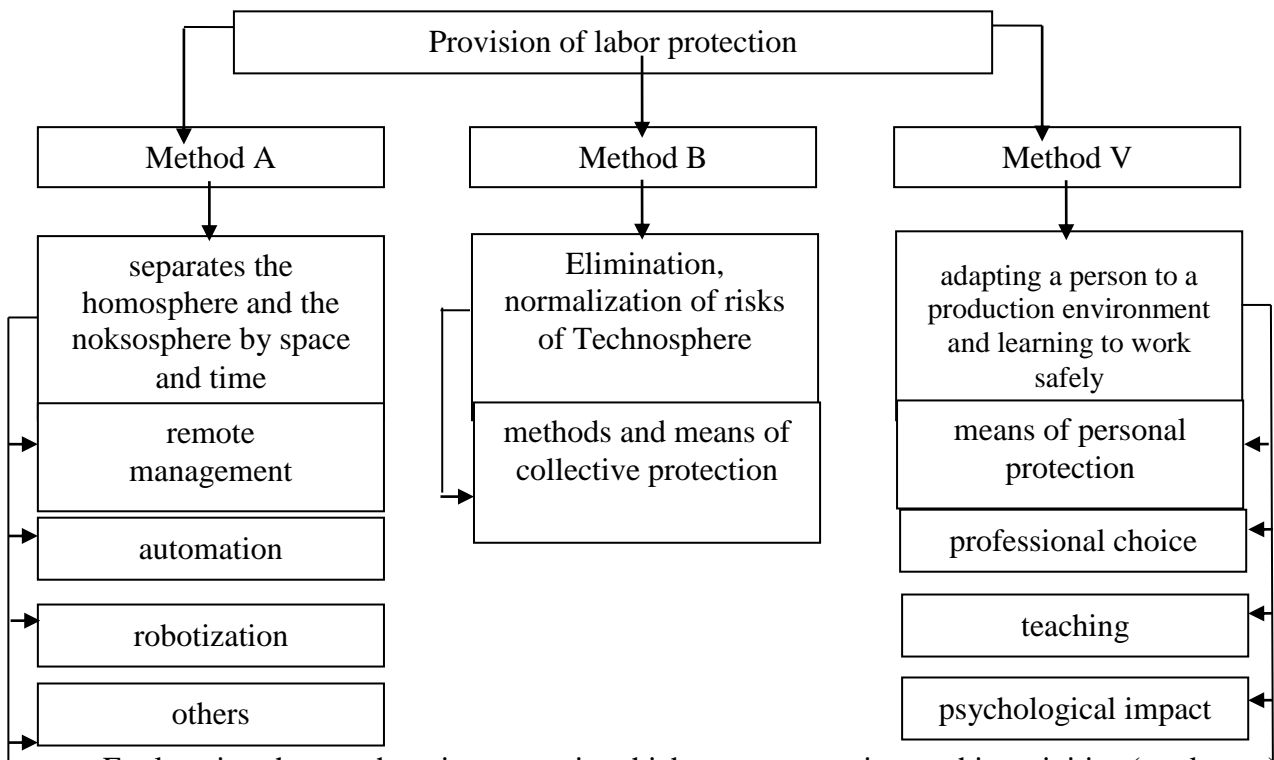 Provision of labor protection
Method A
Method B
Method V
separates the
homosphere and the
noksosphere by space
and time
Elimination,
normalization of risks
of Technosphere
adapting a person to a
production environment
and learning to work
safely
remote
management
methods and means of
collective protection
means of personal
protection
automation
professional choice
robotization
teaching
others
psychological impact